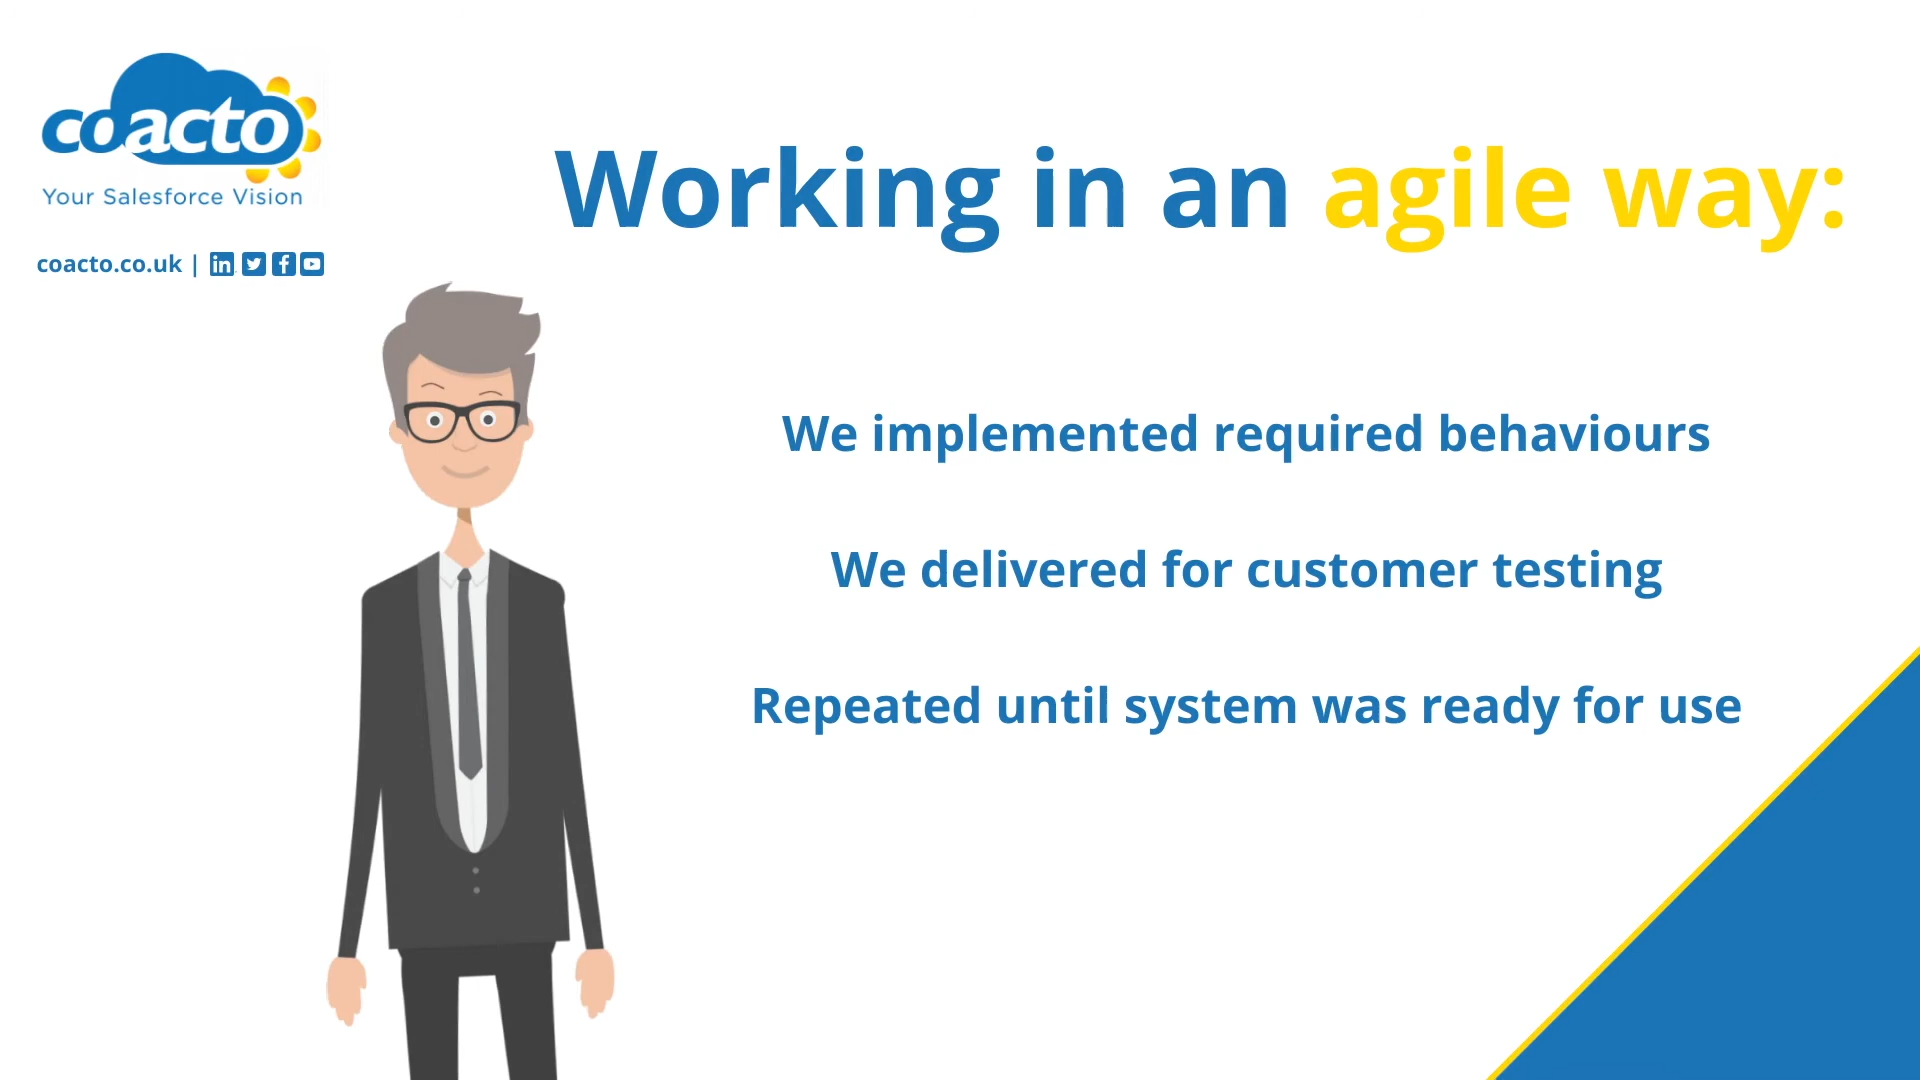 coacto
Your Salesforce Vision
coacto.co.uk | in
Working in an agile way:
We implemented required behaviours
We delivered for customer testing
Repeated until system was ready for use